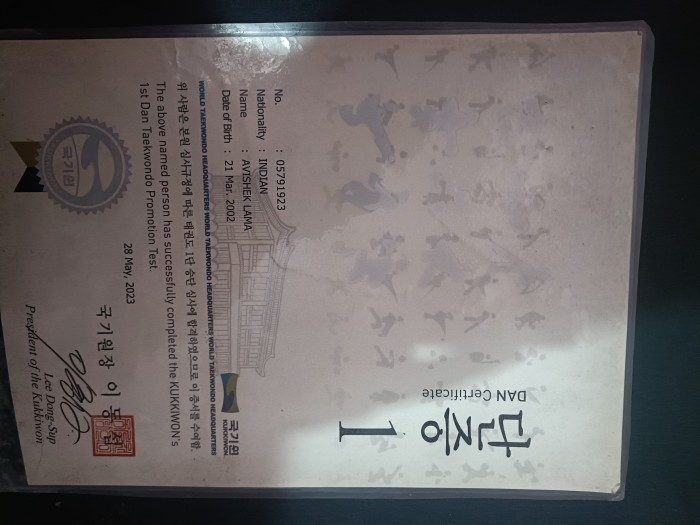 단증
1
DAN Certificate
No. : 05791923
Nationality : INDIAN
Name : AVISHEK LAMA
Date of Birth : 21 Mar, 2002
국기원
KUKKIWON
WORLD TAEKWONDO HEADQUARTERS WORLD TAEKWONDO HEADQUARTERS WORLD TAEKWONDO HEADQUARTERS WORLD TAEKWONDO HEADQUARTERS
위 사람은 본원 심사규정에 따른 태권도 1단 승단 심사에 합격하였으므로 이 증서를 수여함.
The above named person has successfully completed the KUKKIWON's
1st Dan Taekwondo Promotion Test.
28 May, 2023
국기원
국기원장 이동섭
Lee Dong-Sup
President of the Kukkiwon